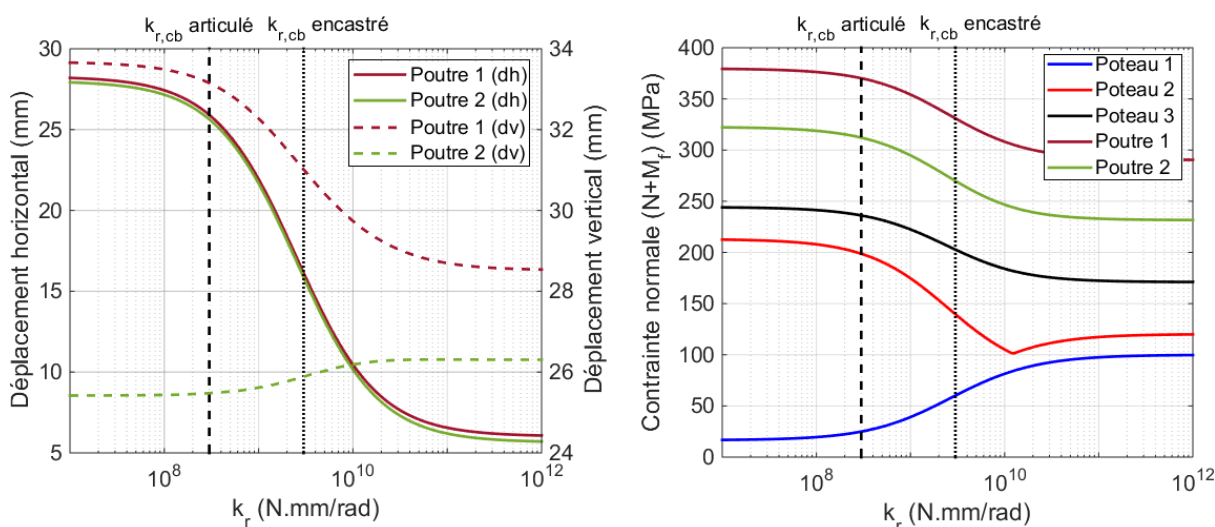 k_r,cb articulé k_r,cb encastré
30
25
20
15
10
5
Déplacement horizontal (mm)
Poutre 1 (dh)
Poutre 2 (dh)
Poutre 1 (dv)
Poutre 2 (dv)
34
32
30
28
26
24
Déplacement vertical (mm)
10^8 10^10 10^12
k_r (N.mm/rad)
k_r,cb articulé k_r,cb encastré
400
350
300
250
200
150
100
50
0
Contrainte normale (N+M_f) (MPa)
Poteau 1
Poteau 2
Poteau 3
Poutre 1
Poutre 2
10^8 10^10 10^12
k_r (N.mm/rad)